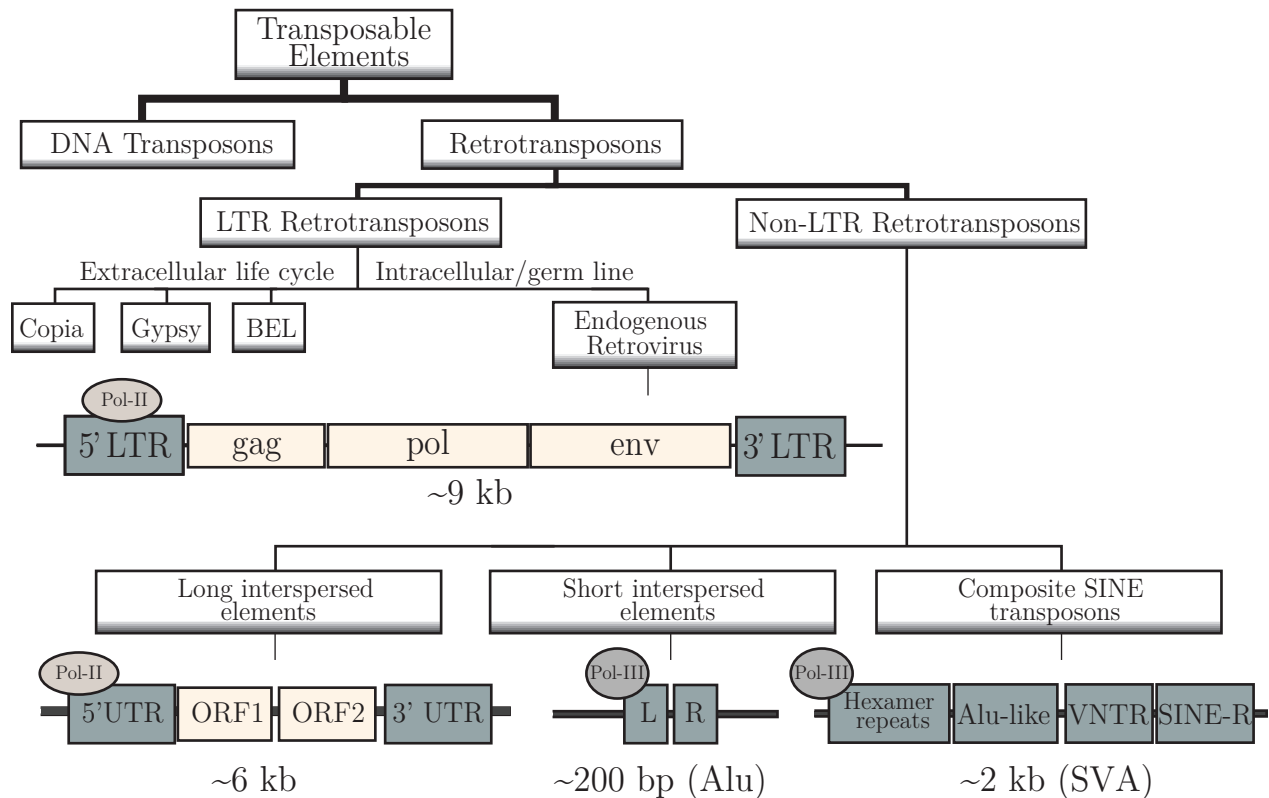 Transposable
Elements
DNA Transposons
Retrotransposons
LTR Retrotransposons
Non-LTR Retrotransposons
Extracellular life cycle
Intracellular/germ line
Copia
Gypsy
BEL
Endogenous
Retrovirus
Pol-II
5' LTR
gag
pol
env
3' LTR
~9 kb
Long interspersed
elements
Short interspersed
elements
Composite SINE
transposons
Pol-II
5'UTR
ORF1
ORF2
3' UTR
Pol-III
L
R
Pol-III
Hexamer
repeats
Alu-like
VNTR
SINE-R
~6 kb
~200 bp (Alu)
~2 kb (SVA)